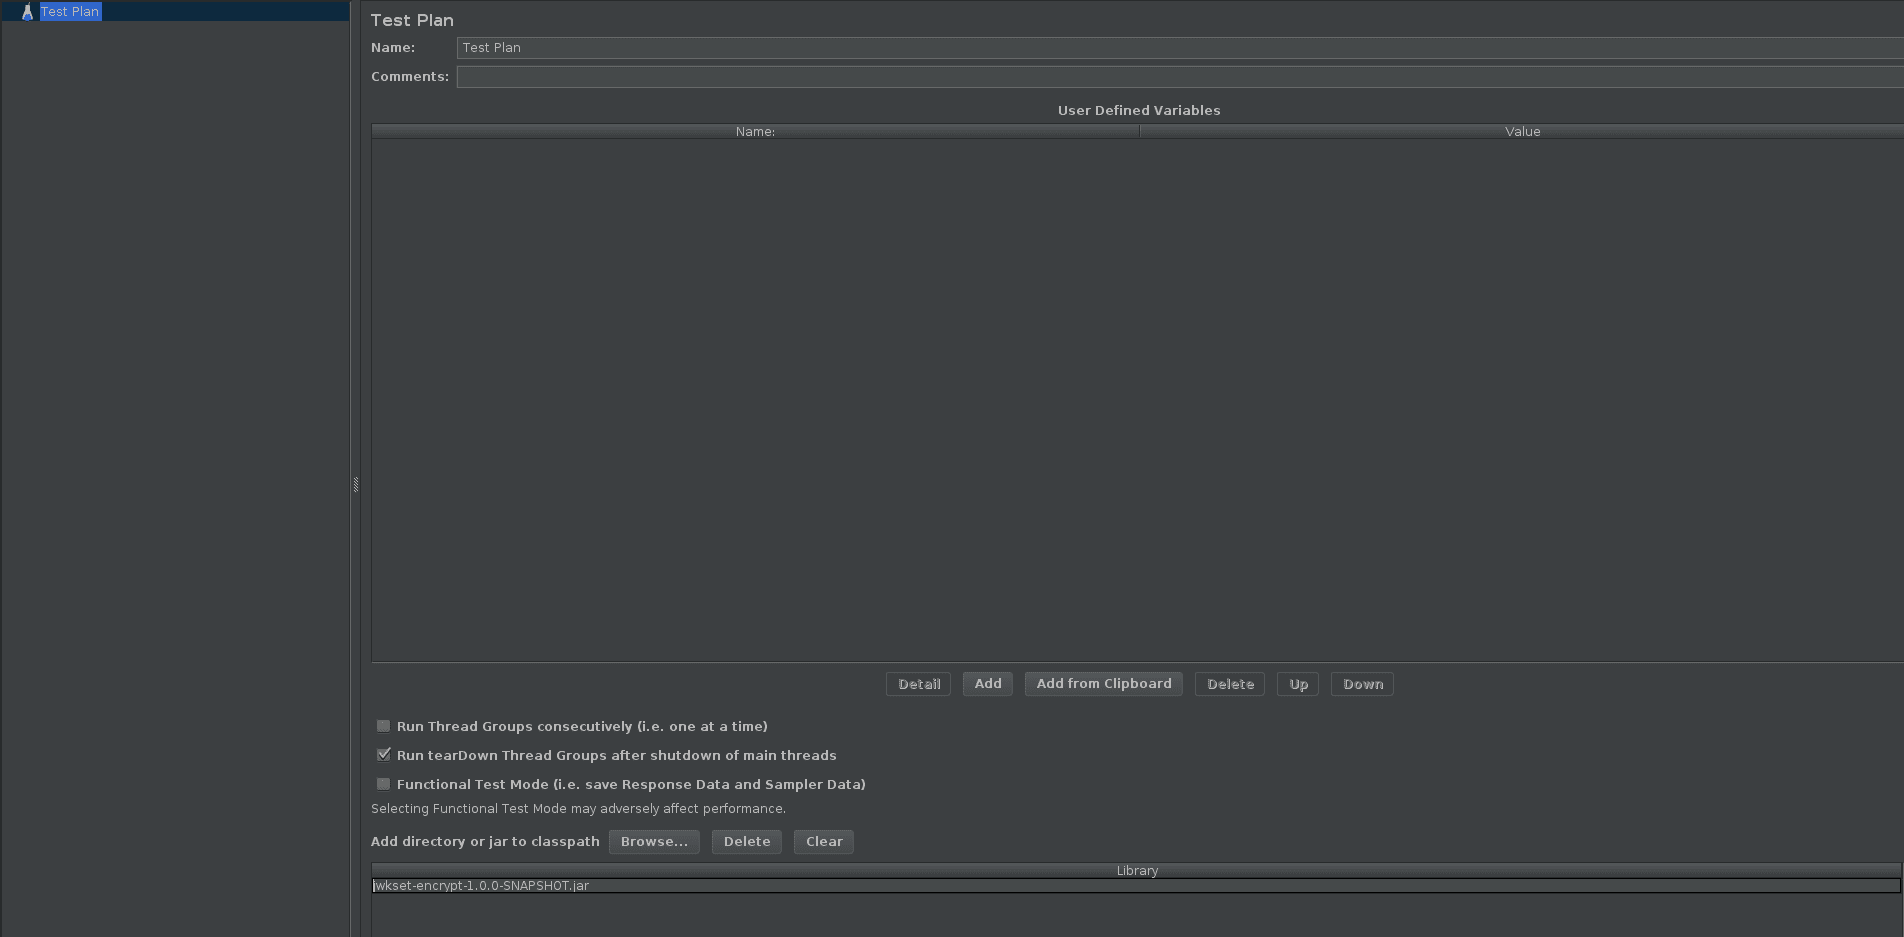 Test Plan
Test Plan
Name: Test Plan
Comments:
User Defined Variables
Name: Value
Detail Add Add from Clipboard Delete Up Down
Run Thread Groups consecutively (i.e. one at a time)
Run tearDown Thread Groups after shutdown of main threads
Functional Test Mode (i.e. save Response Data and Sampler Data)
Selecting Functional Test Mode may adversely affect performance.
Add directory or jar to classpath Browse... Delete Clear
Library
jwkset-encrypt-1.0.0-SNAPSHOT.jar